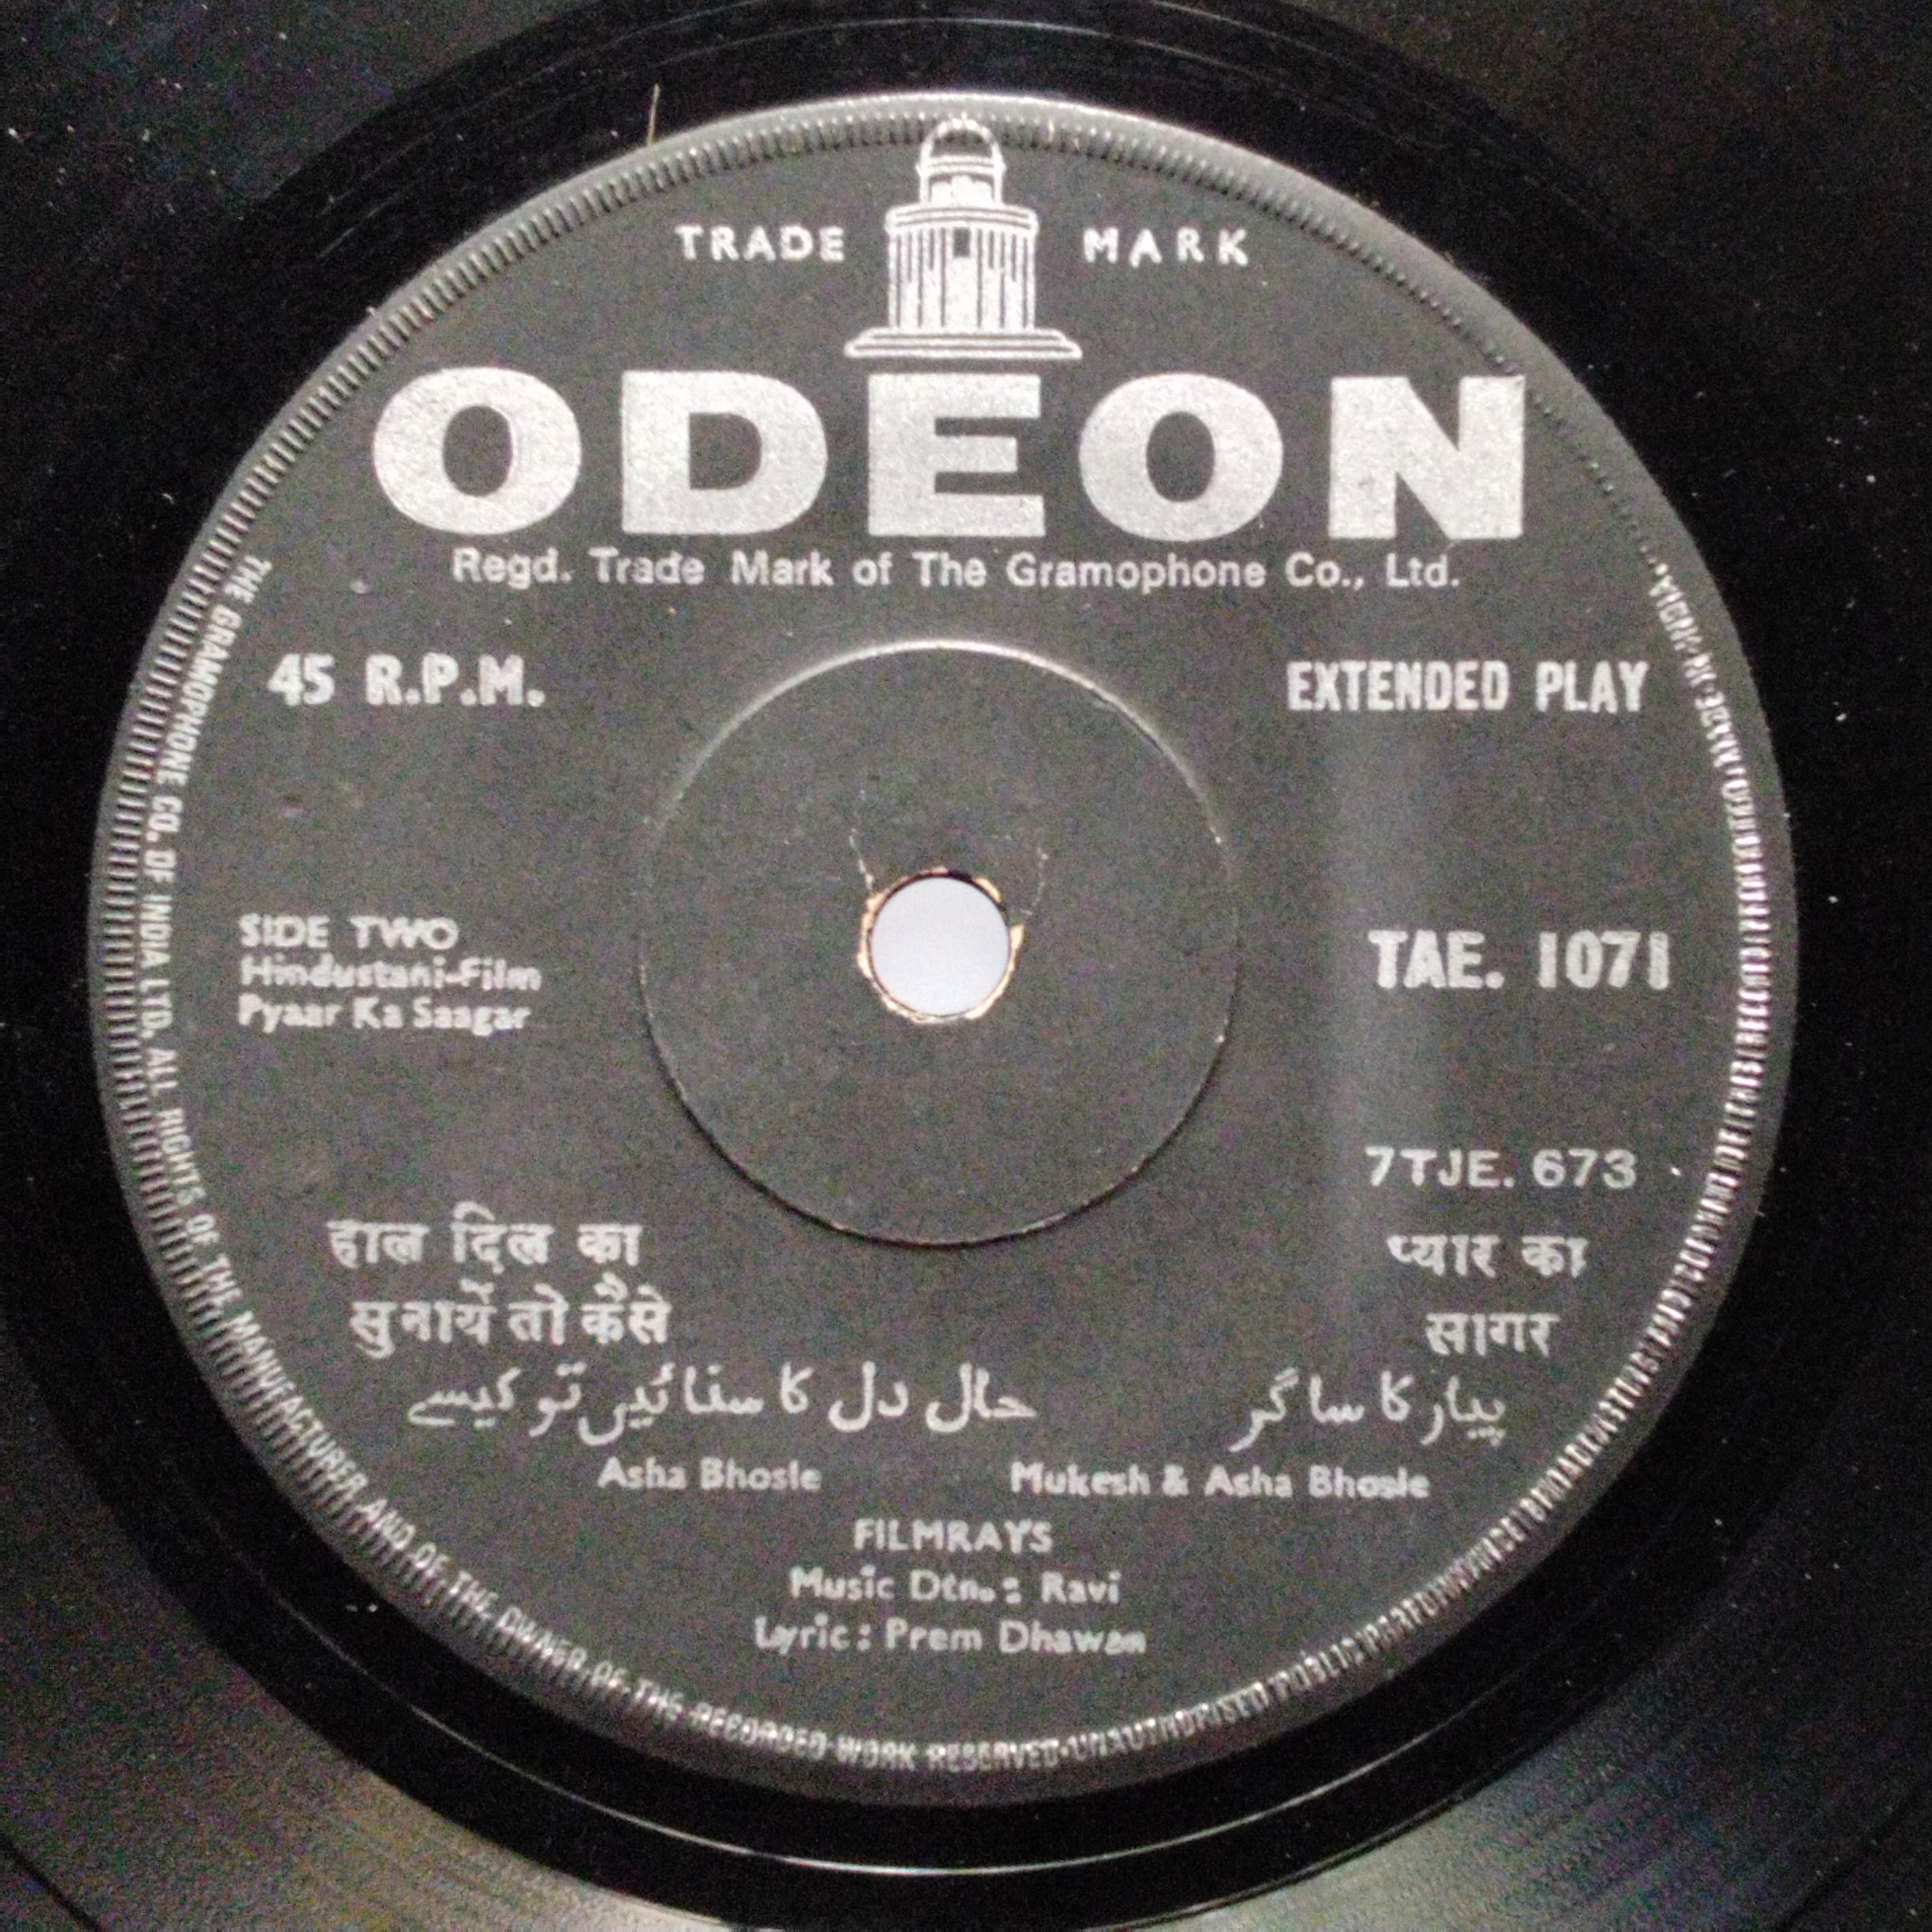 TRADE MARK
ODEON
Regd. Trade Mark of The Gramophone Co., Ltd.
45 R.P.M.
EXTENDED PLAY
SIDE TWO
Hindustani-Film
Pyaar Ka Saagar
TAE. 1071
7TJE. 673
हाल दिल का
सुनायें तो कैसे
प्यार का
सागर
حال دل کا سنائیں تو کیسے
پیار کا ساگر
Asha Bhosle
Mukesh & Asha Bhosle
FILMRAYS
Music Dtn.: Ravi
Lyric: Prem Dhawan
THE GRAMOPHONE CO. OF INDIA LTD. ALL RIGHTS OF THE MANUFACTURER AND OF THE OWNER OF THE RECORDED WORK RESERVED·UNAUTHORISED PUBLIC PERFORMANCE BROADCASTING